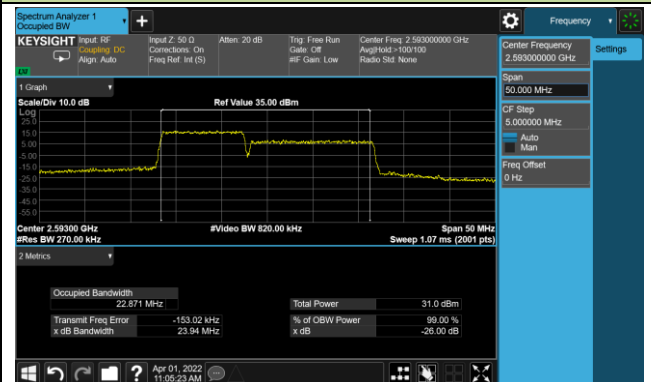 Spectrum Analyzer 1
Occupied BW
Frequency
KEYSIGHT
Input: RF
Coupling: DC
Align: Auto
Input Z: 50 Ω
Corrections: On
Freq Ref: Int (S)
Atten: 20 dB
Trig: Free Run
Gate: Off
#IF Gain: Low
Center Freq: 2.593000000 GHz
Avg|Hold:>100/100
Radio Std: None
Center Frequency
2.593000000 GHz
Settings
Span
50.000 MHz
CF Step
5.000000 MHz
Auto
Man
Freq Offset
0 Hz
1 Graph
Scale/Div 10.0 dB
Ref Value 35.00 dBm
Log
25.0
15.0
5.00
-5.00
-15.0
-25.0
-35.0
-45.0
-55.0
Center 2.59300 GHz
#Video BW 820.00 kHz
Span 50 MHz
#Res BW 270.00 kHz
Sweep 1.07 ms (2001 pts)
2 Metrics
Occupied Bandwidth
22.871 MHz
Total Power
31.0 dBm
Transmit Freq Error
-153.02 kHz
% of OBW Power
99.00 %
x dB Bandwidth
23.94 MHz
x dB
-26.00 dB
Apr 01, 2022
11:05:23 AM